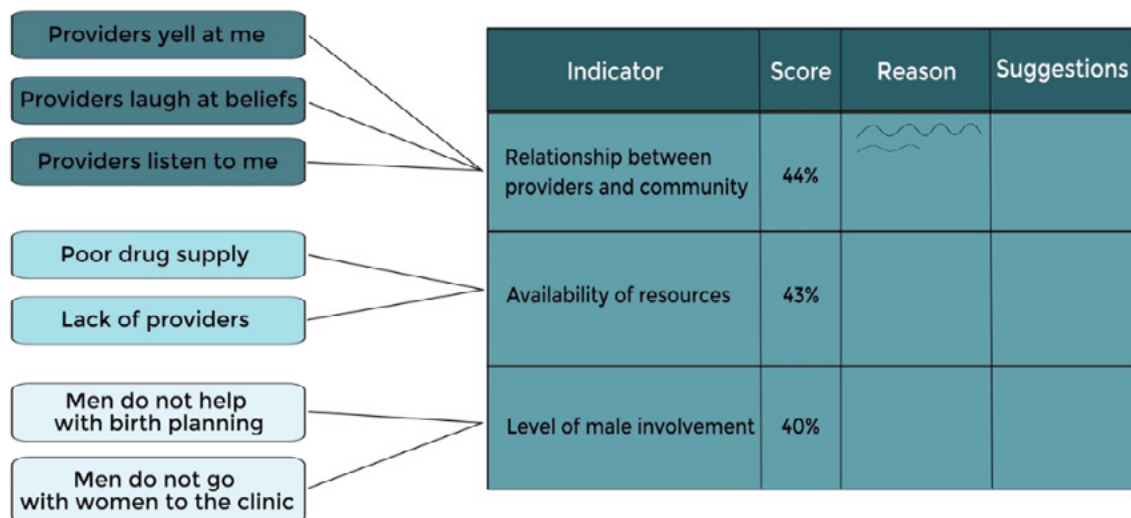 Providers yell at me
Providers laugh at beliefs
Providers listen to me
Poor drug supply
Lack of providers
Men do not help
with birth planning
Men do not go
with women to the clinic
Indicator Score Reason Suggestions
Relationship between
providers and community 44%
Availability of resources 43%
Level of male involvement 40%